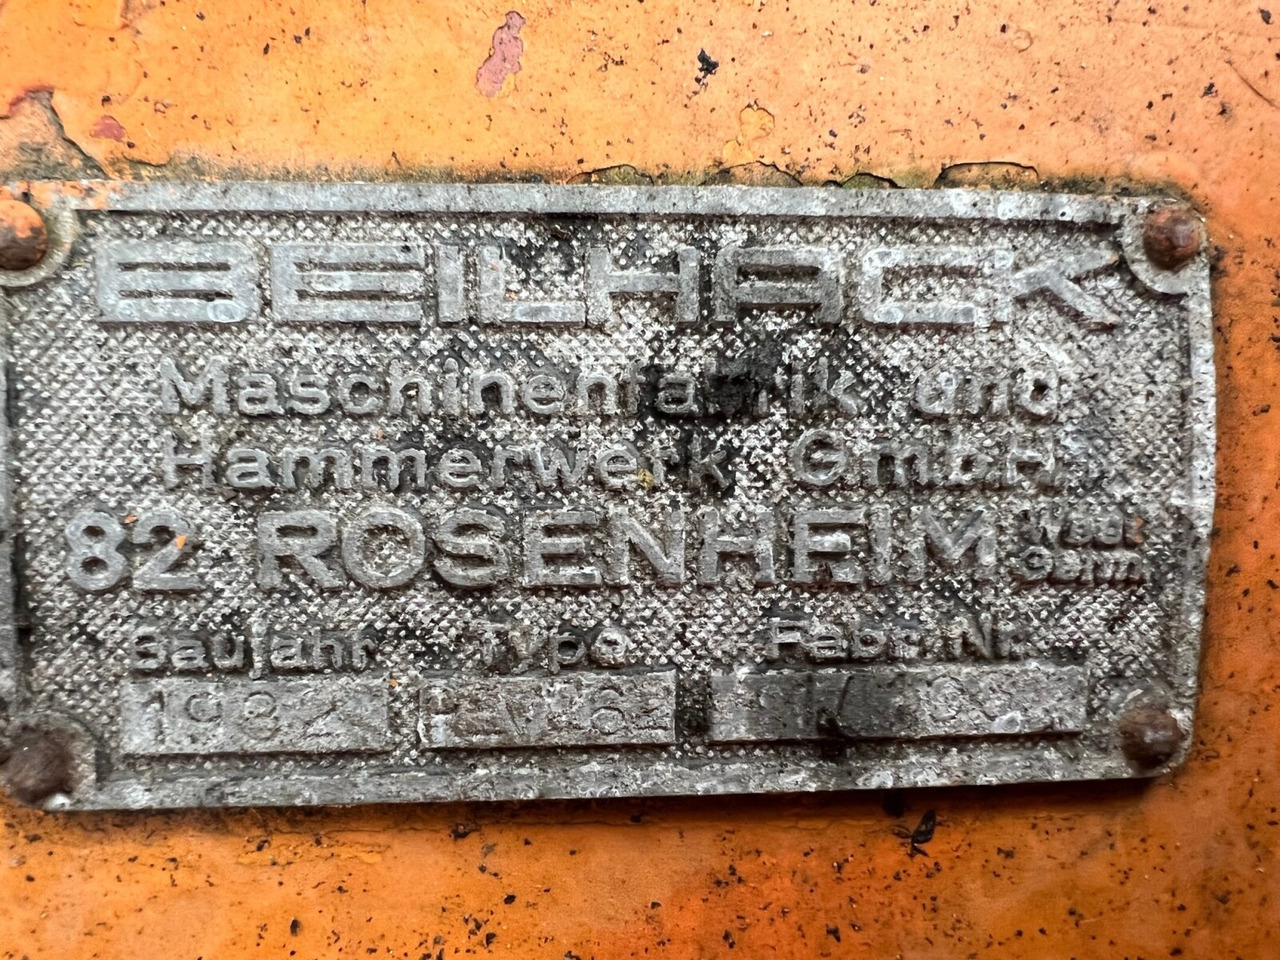 BEILHACK
Maschinenfabrik und
Hammerwerk GmbH
82 ROSENHEIM West Germ.
Baujahr Type Fabr. Nr.